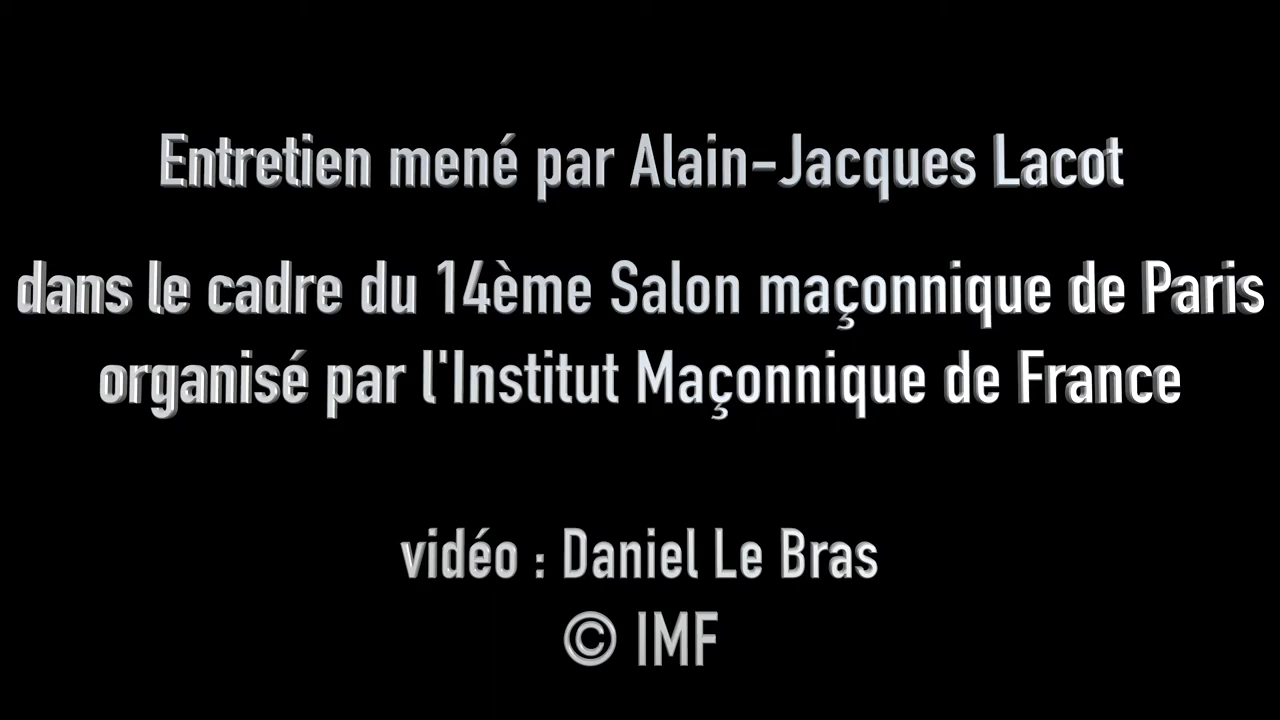 Entretien mené par Alain-Jacques Lacot
dans le cadre du 14ème Salon maçonnique de Paris
organisé par l'Institut Maçonnique de France
vidéo : Daniel Le Bras
© IMF